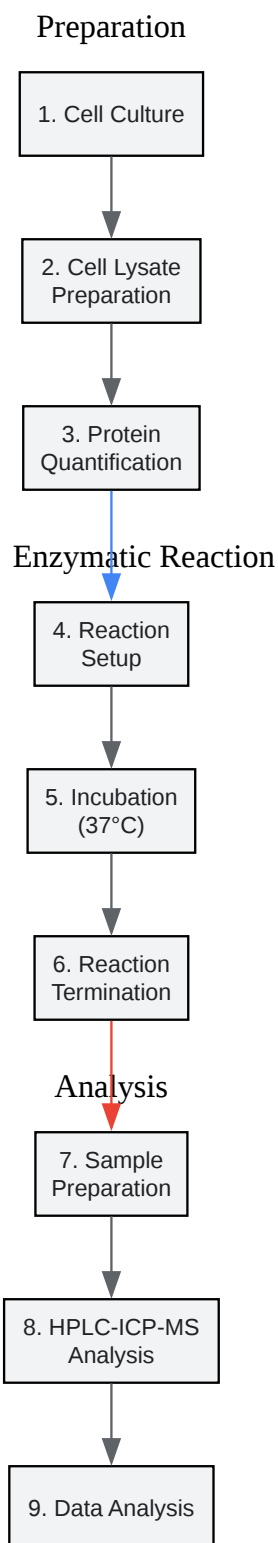 Preparation
1. Cell Culture
2. Cell Lysate
Preparation
3. Protein
Quantification
Enzymatic Reaction
4. Reaction
Setup
5. Incubation
(37°C)
6. Reaction
Termination
Analysis
7. Sample
Preparation
8. HPLC-ICP-MS
Analysis
9. Data Analysis